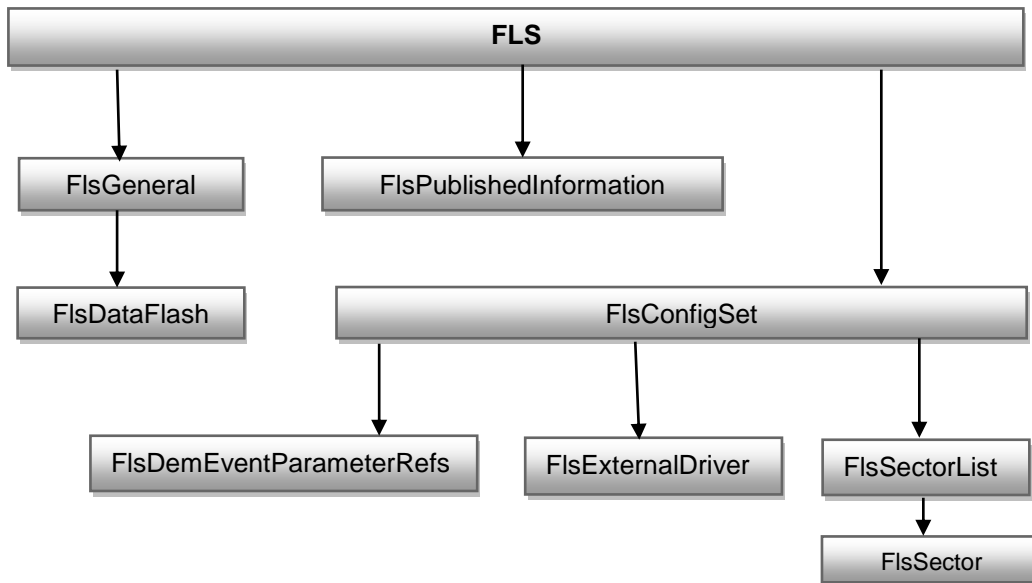 FLS
FlsGeneral
FlsPublishedInformation
FlsDataFlash
FlsConfigSet
FlsDemEventParameterRefs
FlsExternalDriver
FlsSectorList
FlsSector